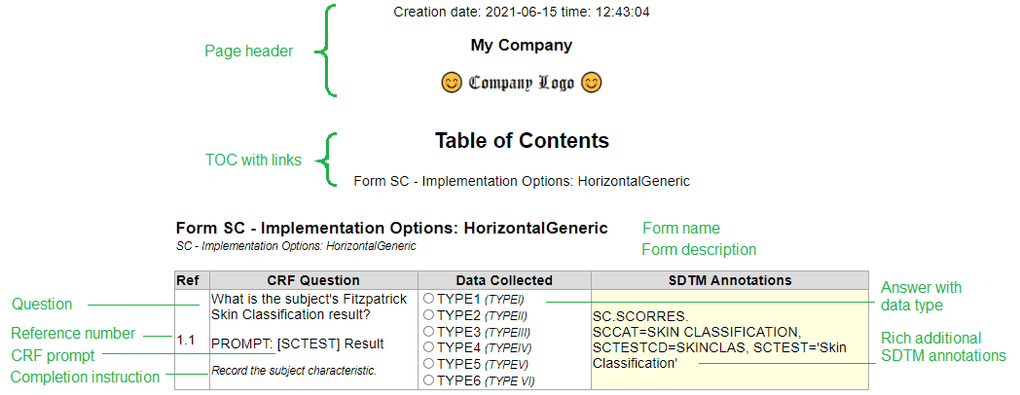 Creation date: 2021-06-15 time: 12:43:04
Page header
My Company
Company Logo
Table of Contents
TOC with links
Form SC - Implementation Options: HorizontalGeneric
Form SC - Implementation Options: HorizontalGeneric
Form name
SC - Implementation Options: HorizontalGeneric
Form description
Ref
CRF Question
Data Collected
SDTM Annotations
Question
Reference number
CRF prompt
Completion instruction
1.1
What is the subject's Fitzpatrick
Skin Classification result?
PROMPT: [SCTEST] Result
Record the subject characteristic.
TYPE1 (TYPEI)
TYPE2 (TYPEII)
TYPE3 (TYPEIII)
TYPE4 (TYPEIV)
TYPE5 (TYPEV)
TYPE6 (TYPE VI)
SC.SCORRES.
SCCAT=SKIN CLASSIFICATION,
SCTESTCD=SKINCLAS, SCTEST='Skin
Classification'
Answer with
data type
Rich additional
SDTM annotations